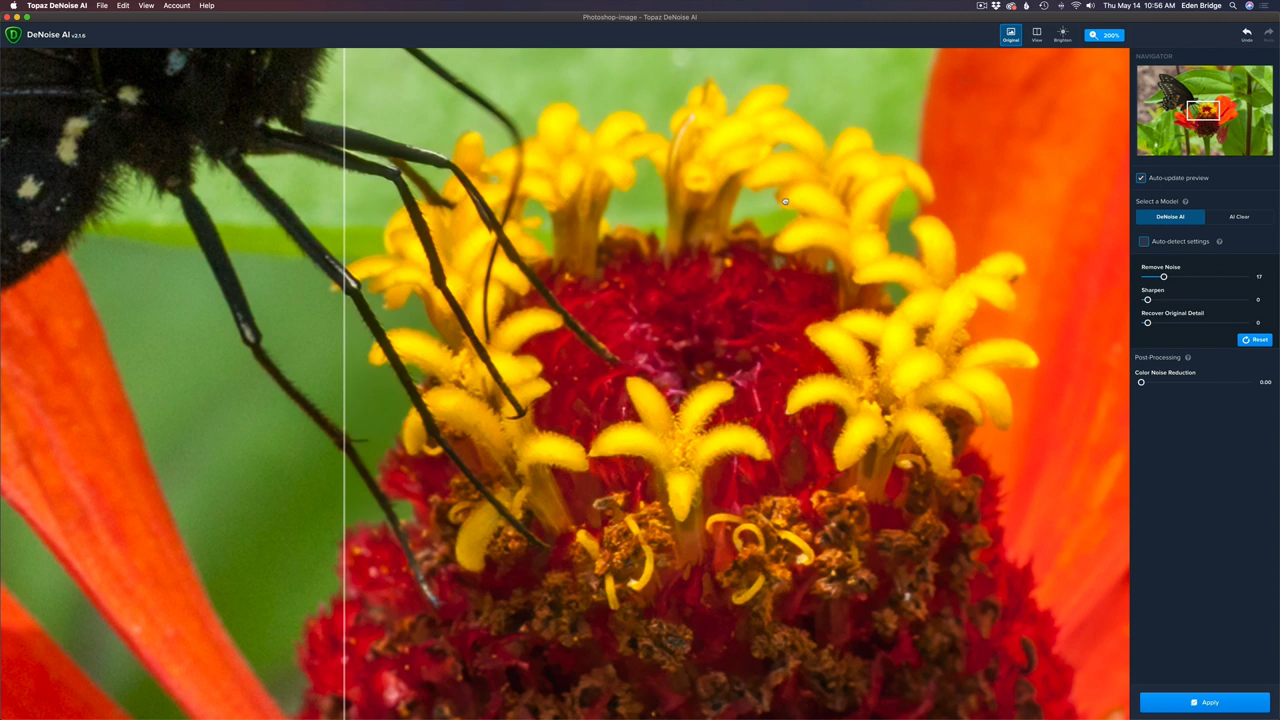 Topaz DeNoise AI File Edit View Account Help Thu May 14 10:56 AM Eden Bridge
Photoshop-image - Topaz DeNoise AI
D DeNoise AI v2.1.6
Original View Brighten 200% Undo
NAVIGATOR
Auto-update preview
Select a Model
DeNoise AI AI Clear
Auto-detect settings ?
Remove Noise
17
Sharpen
0
Recover Original Detail
0
Reset
Post-Processing ?
Color Noise Reduction
0.00
Apply